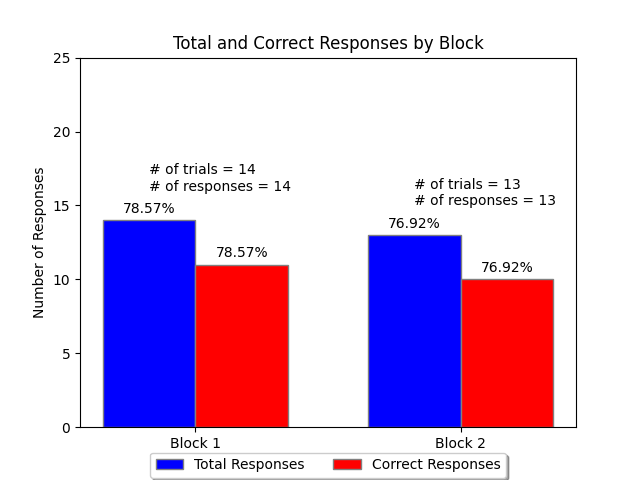 Total and Correct Responses by Block
Number of Responses
25
20
15
10
5
0
# of trials = 14
# of responses = 14
78.57%
78.57%
# of trials = 13
# of responses = 13
76.92%
76.92%
Block 1
Block 2
Total Responses
Correct Responses